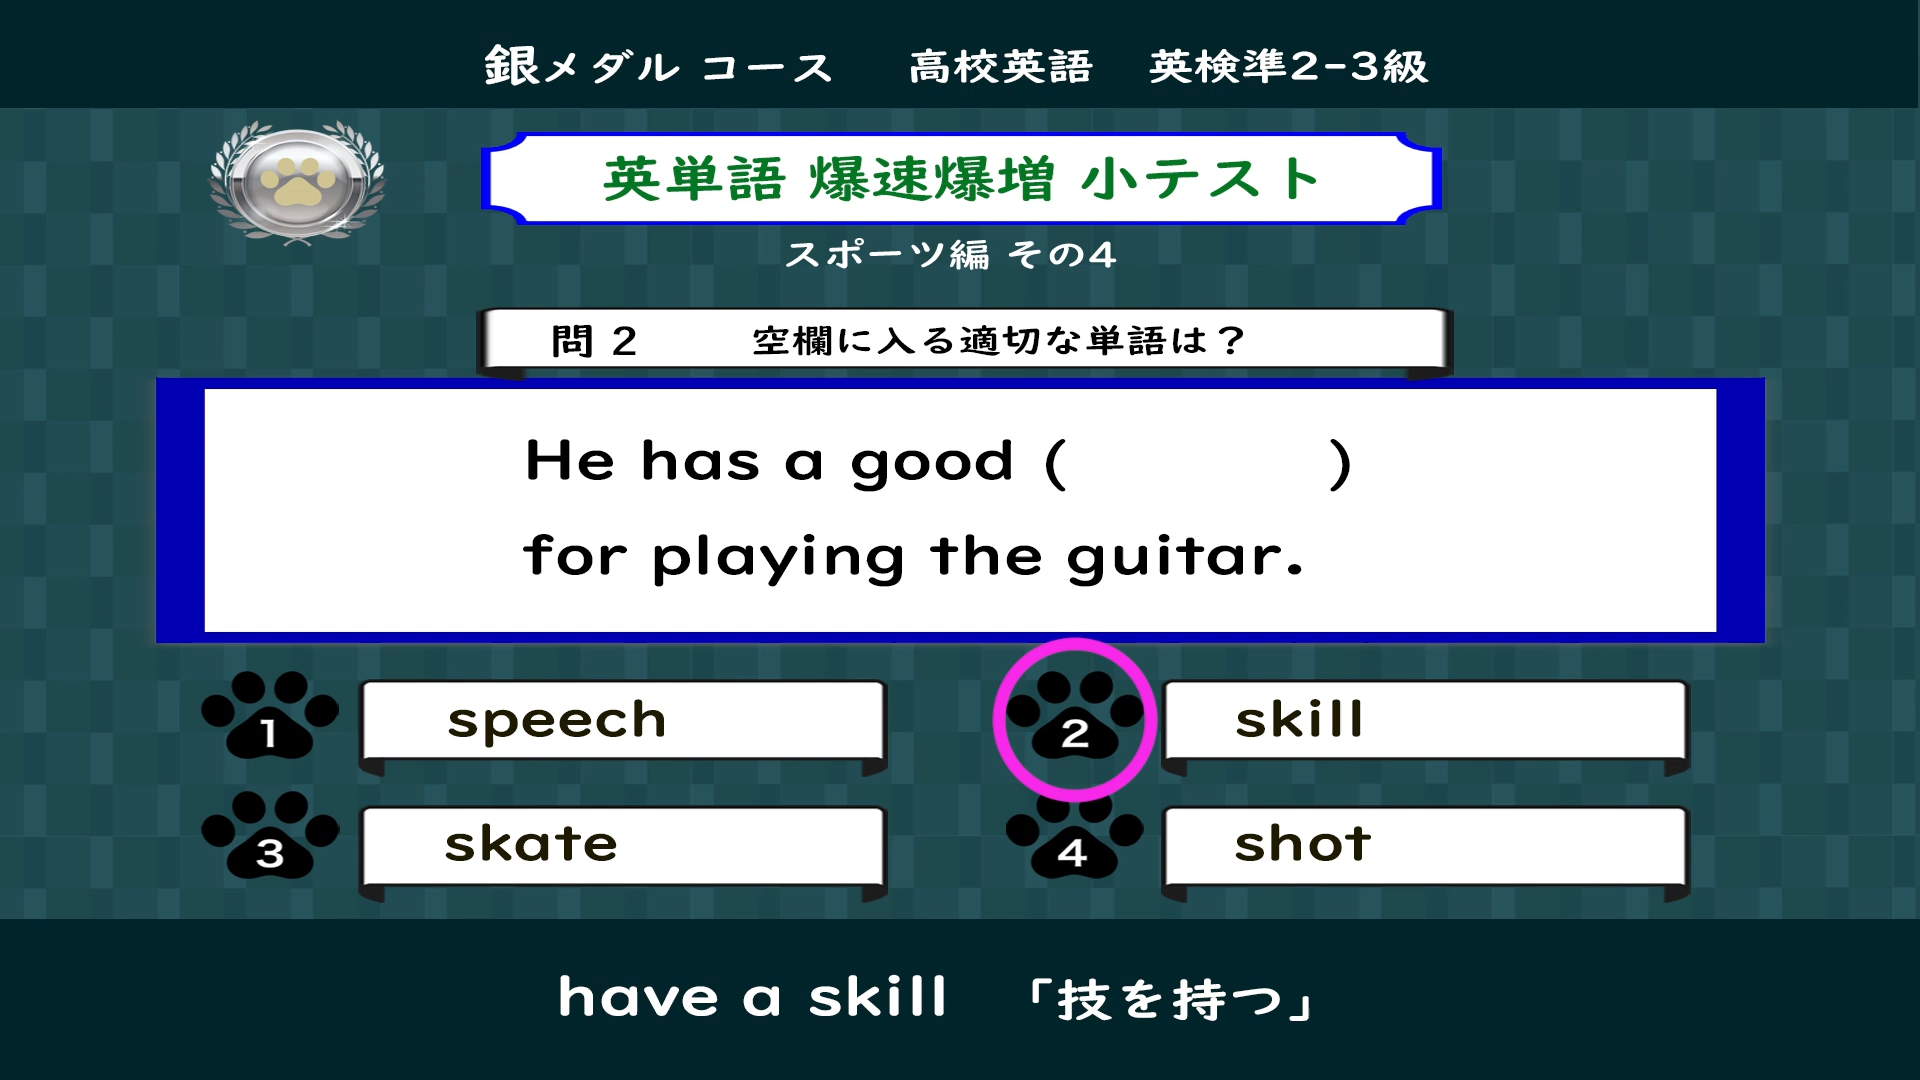 銀メダル コース 高校英語 英検準2-3級
英単語 爆速爆増 小テスト
スポーツ編 その4
問 2 空欄に入る適切な単語は？
He has a good ( )
for playing the guitar.
1 speech
2 skill
3 skate
4 shot
have a skill 「技を持つ」